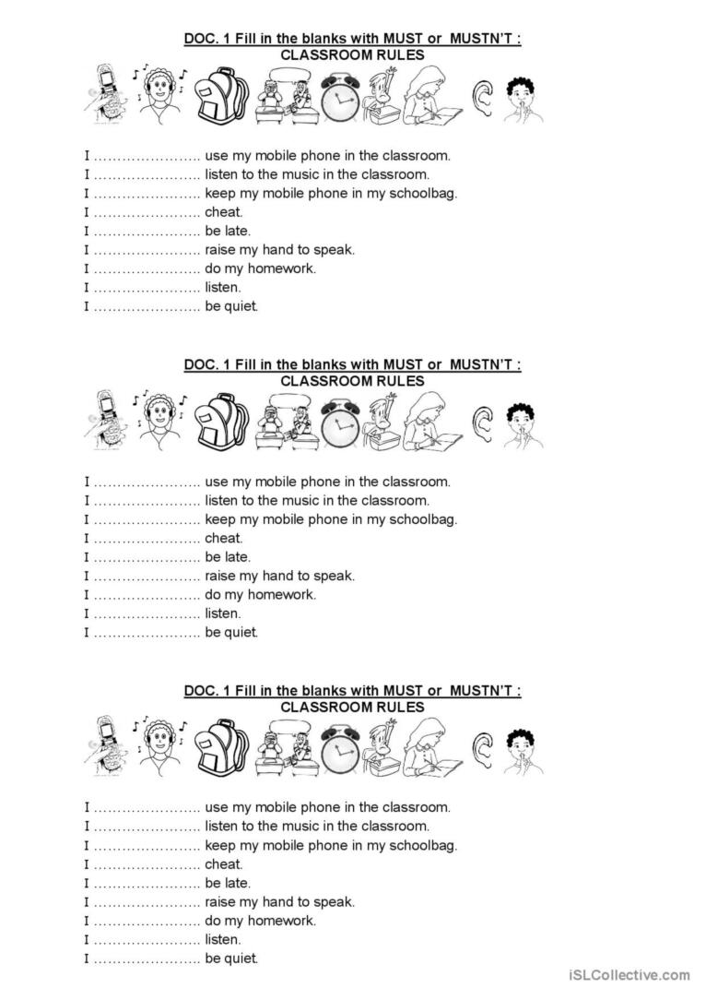 DOC. 1 Fill in the blanks with MUST or  MUSTN'T :
CLASSROOM RULES
I ………………….. use my mobile phone in the classroom.
I ………………….. listen to the music in the classroom.
I ………………….. keep my mobile phone in my schoolbag.
I ………………….. cheat.
I ………………….. be late.
I ………………….. raise my hand to speak.
I ………………….. do my homework.
I ………………….. listen.
I ………………….. be quiet.
DOC. 1 Fill in the blanks with MUST or  MUSTN'T :
CLASSROOM RULES
I ………………….. use my mobile phone in the classroom.
I ………………….. listen to the music in the classroom.
I ………………….. keep my mobile phone in my schoolbag.
I ………………….. cheat.
I ………………….. be late.
I ………………….. raise my hand to speak.
I ………………….. do my homework.
I ………………….. listen.
I ………………….. be quiet.
DOC. 1 Fill in the blanks with MUST or  MUSTN'T :
CLASSROOM RULES
I ………………….. use my mobile phone in the classroom.
I ………………….. listen to the music in the classroom.
I ………………….. keep my mobile phone in my schoolbag.
I ………………….. cheat.
I ………………….. be late.
I ………………….. raise my hand to speak.
I ………………….. do my homework.
I ………………….. listen.
I ………………….. be quiet.
iSLCollective.com